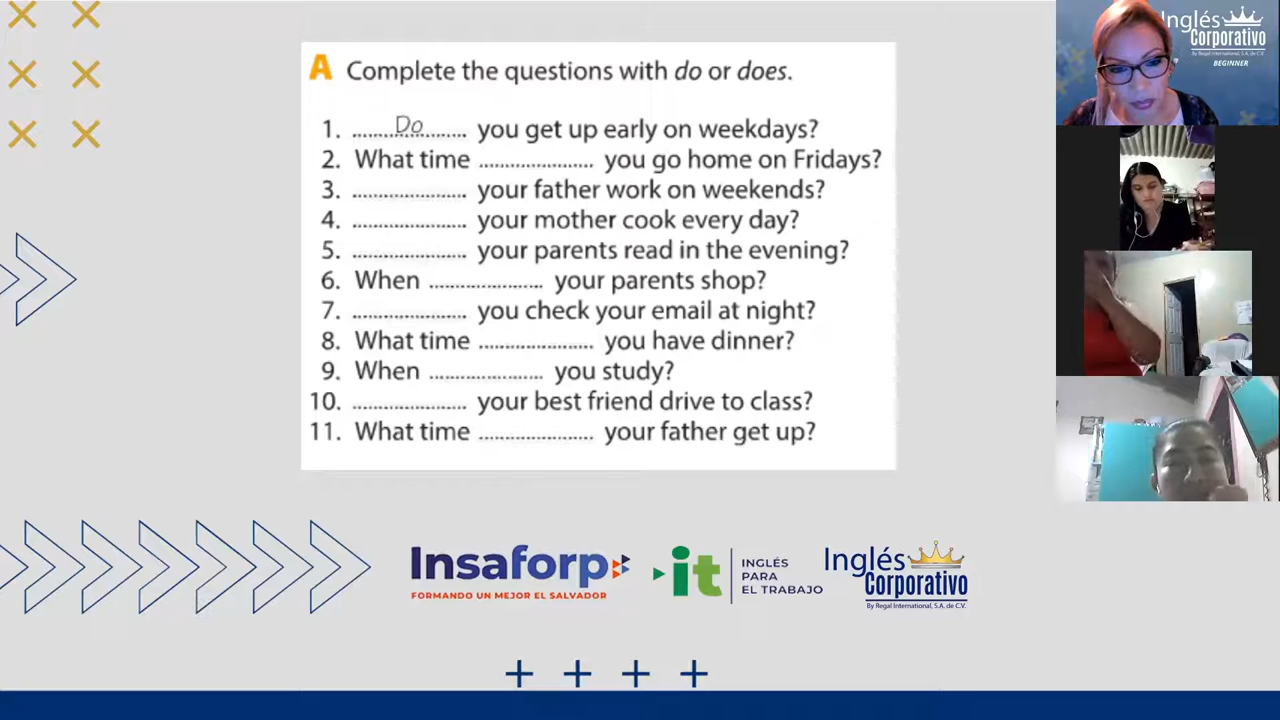 A Complete the questions with do or does.
1. ........Do........ you get up early on weekdays?
2. What time ...................... you go home on Fridays?
3. ...................... your father work on weekends?
4. ...................... your mother cook every day?
5. ...................... your parents read in the evening?
6. When ...................... your parents shop?
7. ...................... you check your email at night?
8. What time ...................... you have dinner?
9. When ...................... you study?
10. ...................... your best friend drive to class?
11. What time ...................... your father get up?
Insaforp
FORMANDO UN MEJOR EL SALVADOR
it
INGLÉS
PARA
EL TRABAJO
Inglés
Corporativo
By Regal International, S.A. de C.V.
Inglés
Corporativo
By Regal International, S.A. de C.V.
BEGINNER